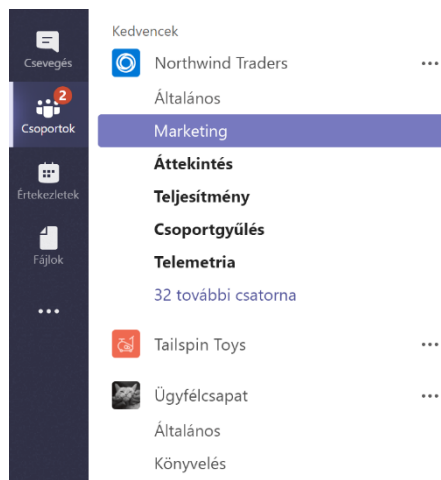 Csevegés
2
Csoportok
Értekezletek
Fájlok
Kedvencek
Northwind Traders
Általános
Marketing
Áttekintés
Teljesítmény
Csoportgyűlés
Telemetria
32 további csatorna
Tailspin Toys
Ügyfélcsapat
Általános
Könyvelés